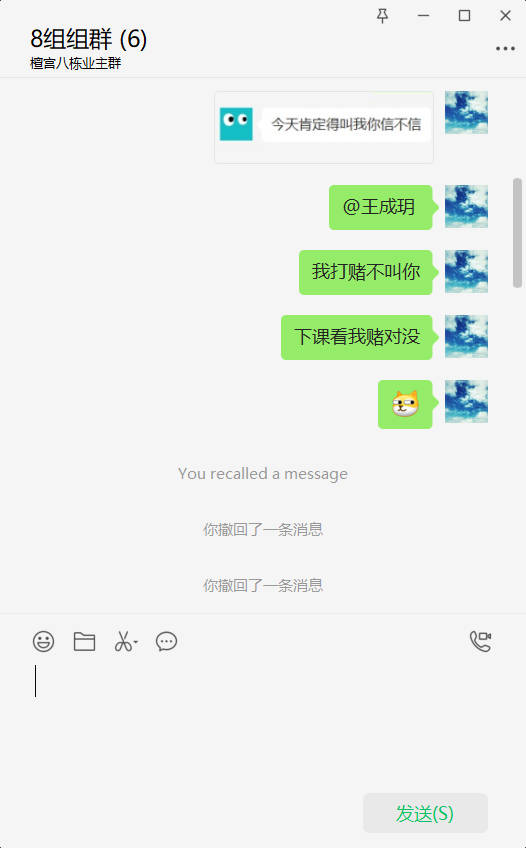 8组组群 (6)
檀宫八栋业主群
今天肯定得叫我你信不信
@王成玥
我打赌不叫你
下课看我赌对没
You recalled a message
你撤回了一条消息
你撤回了一条消息
发送(S)